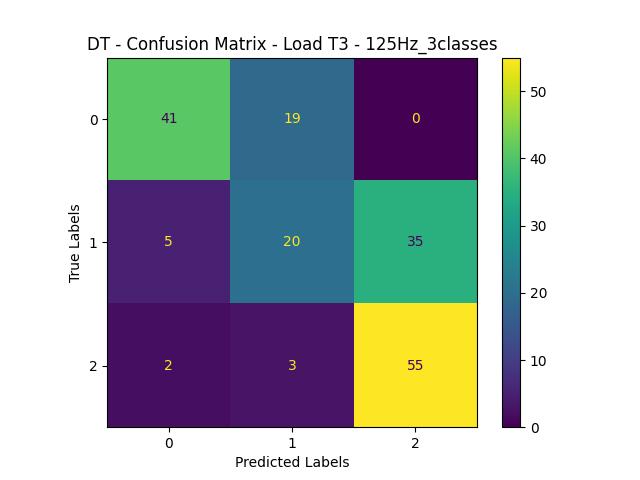 DT - Confusion Matrix - Load T3 - 125Hz_3classes
True Labels
0
41 19 0
1
5 20 35
2
2 3 55
0 1 2
Predicted Labels
50
40
30
20
10
0